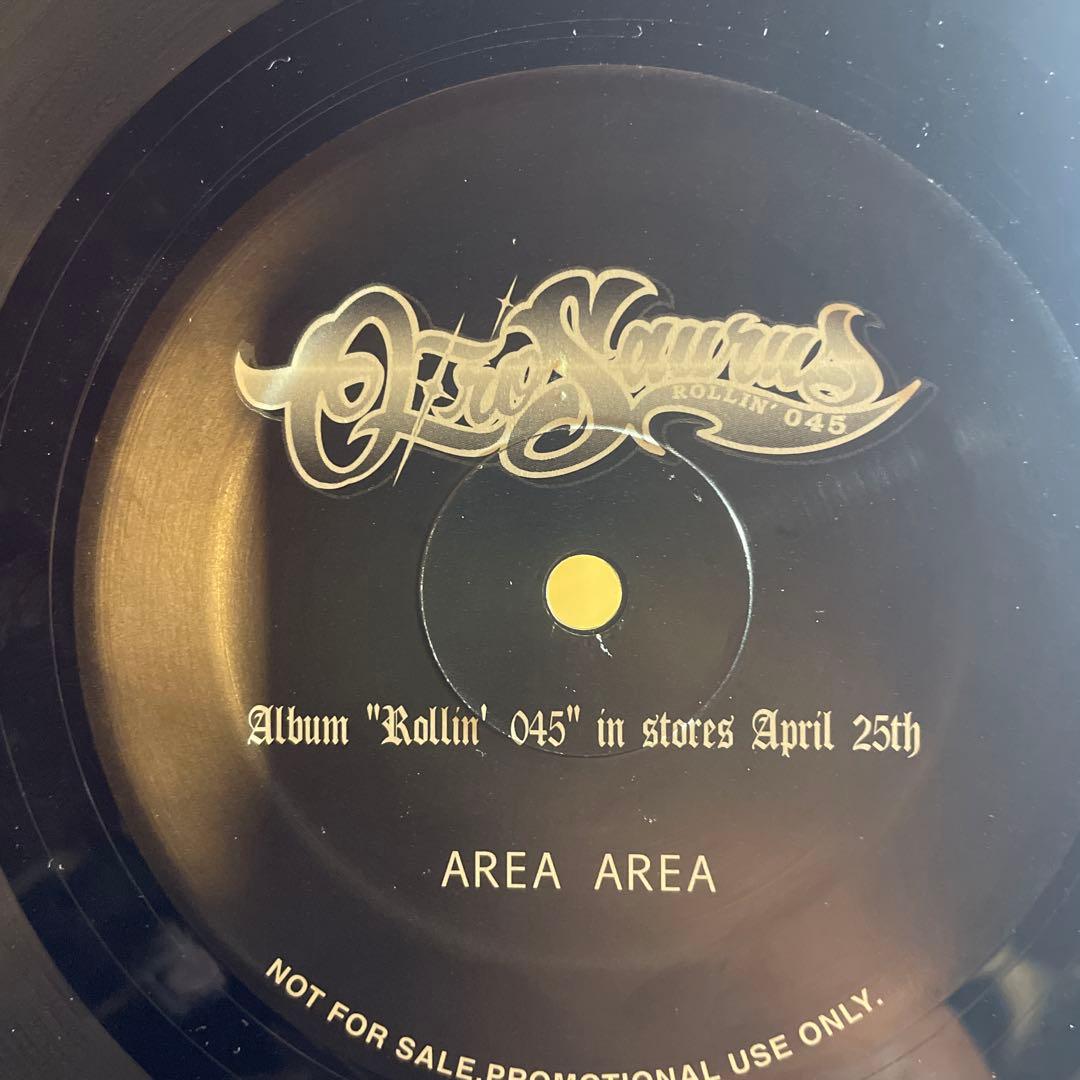 OZROSAURUS
ROLLIN' 045
Album "Rollin' 045" in stores April 25th
AREA AREA
NOT FOR SALE,PROMOTIONAL USE ONLY.